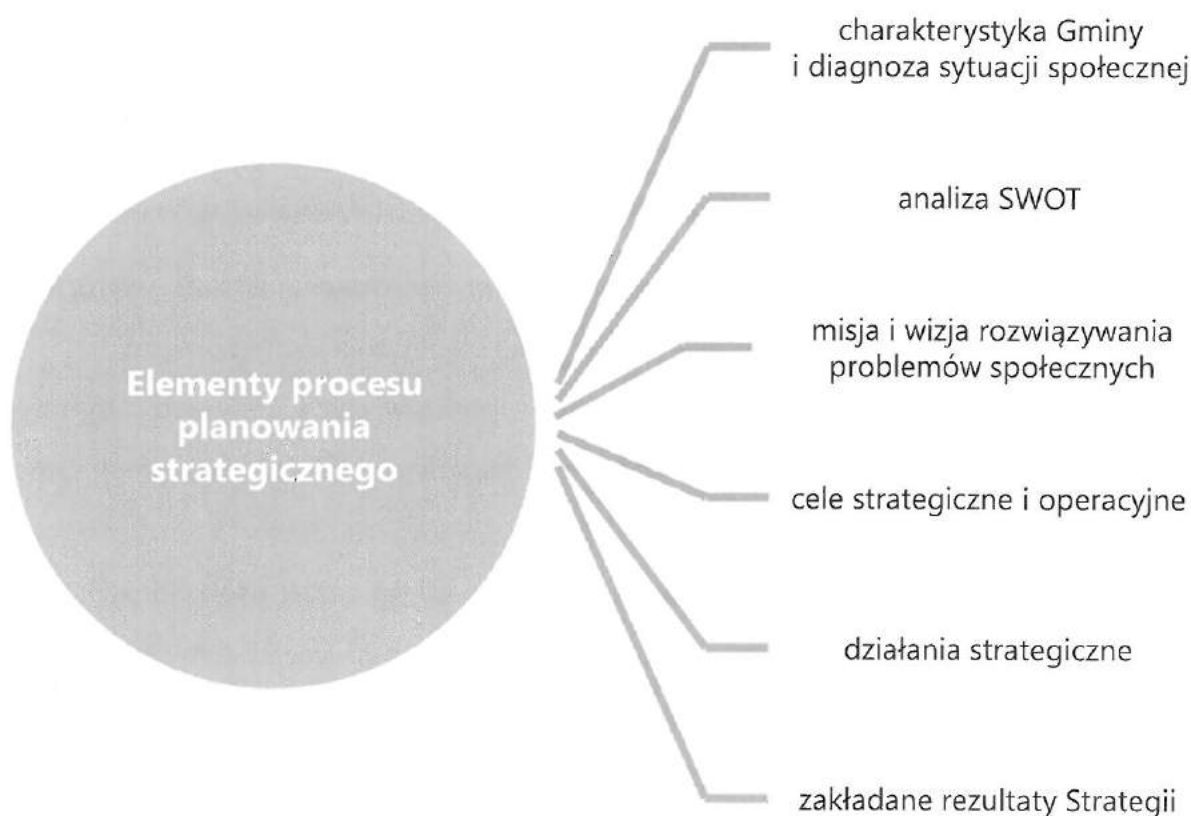 Elementy procesu
planowania
strategicznego
charakterystyka Gminy
i diagnoza sytuacji społecznej
analiza SWOT
misja i wizja rozwiązywania
problemów społecznych
cele strategiczne i operacyjne
działania strategiczne
zakładane rezultaty Strategii